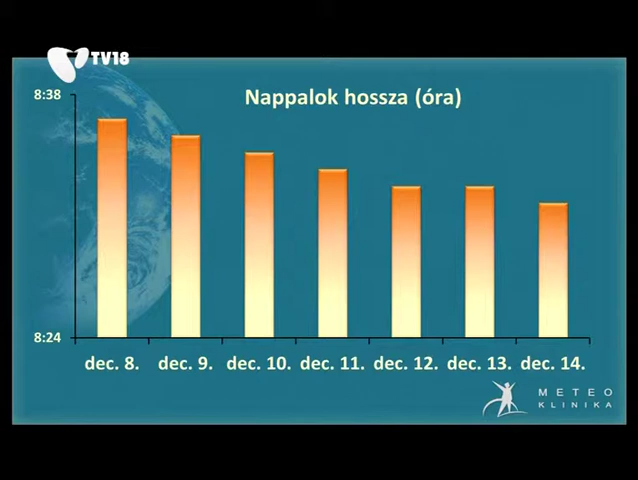 TV18
Nappalok hossza (óra)
8:38
8:24
dec. 8. dec. 9. dec. 10. dec. 11. dec. 12. dec. 13. dec. 14.
METEO
KLINIKA